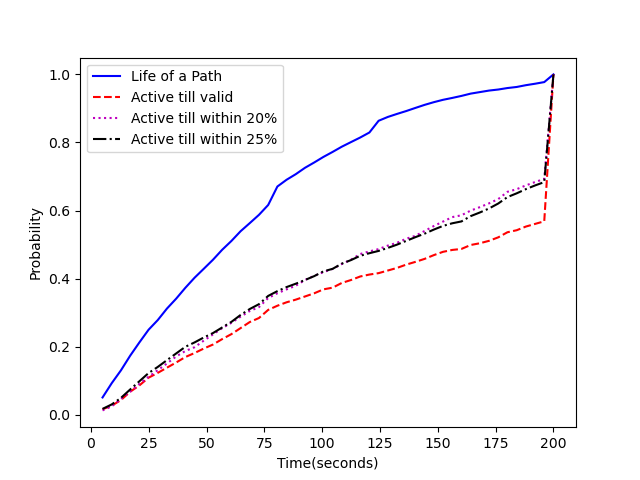 Life of a Path
Active till valid
Active till within 20%
Active till within 25%
1.0
0.8
0.6
0.4
0.2
0.0
Probability
0 25 50 75 100 125 150 175 200
Time(seconds)